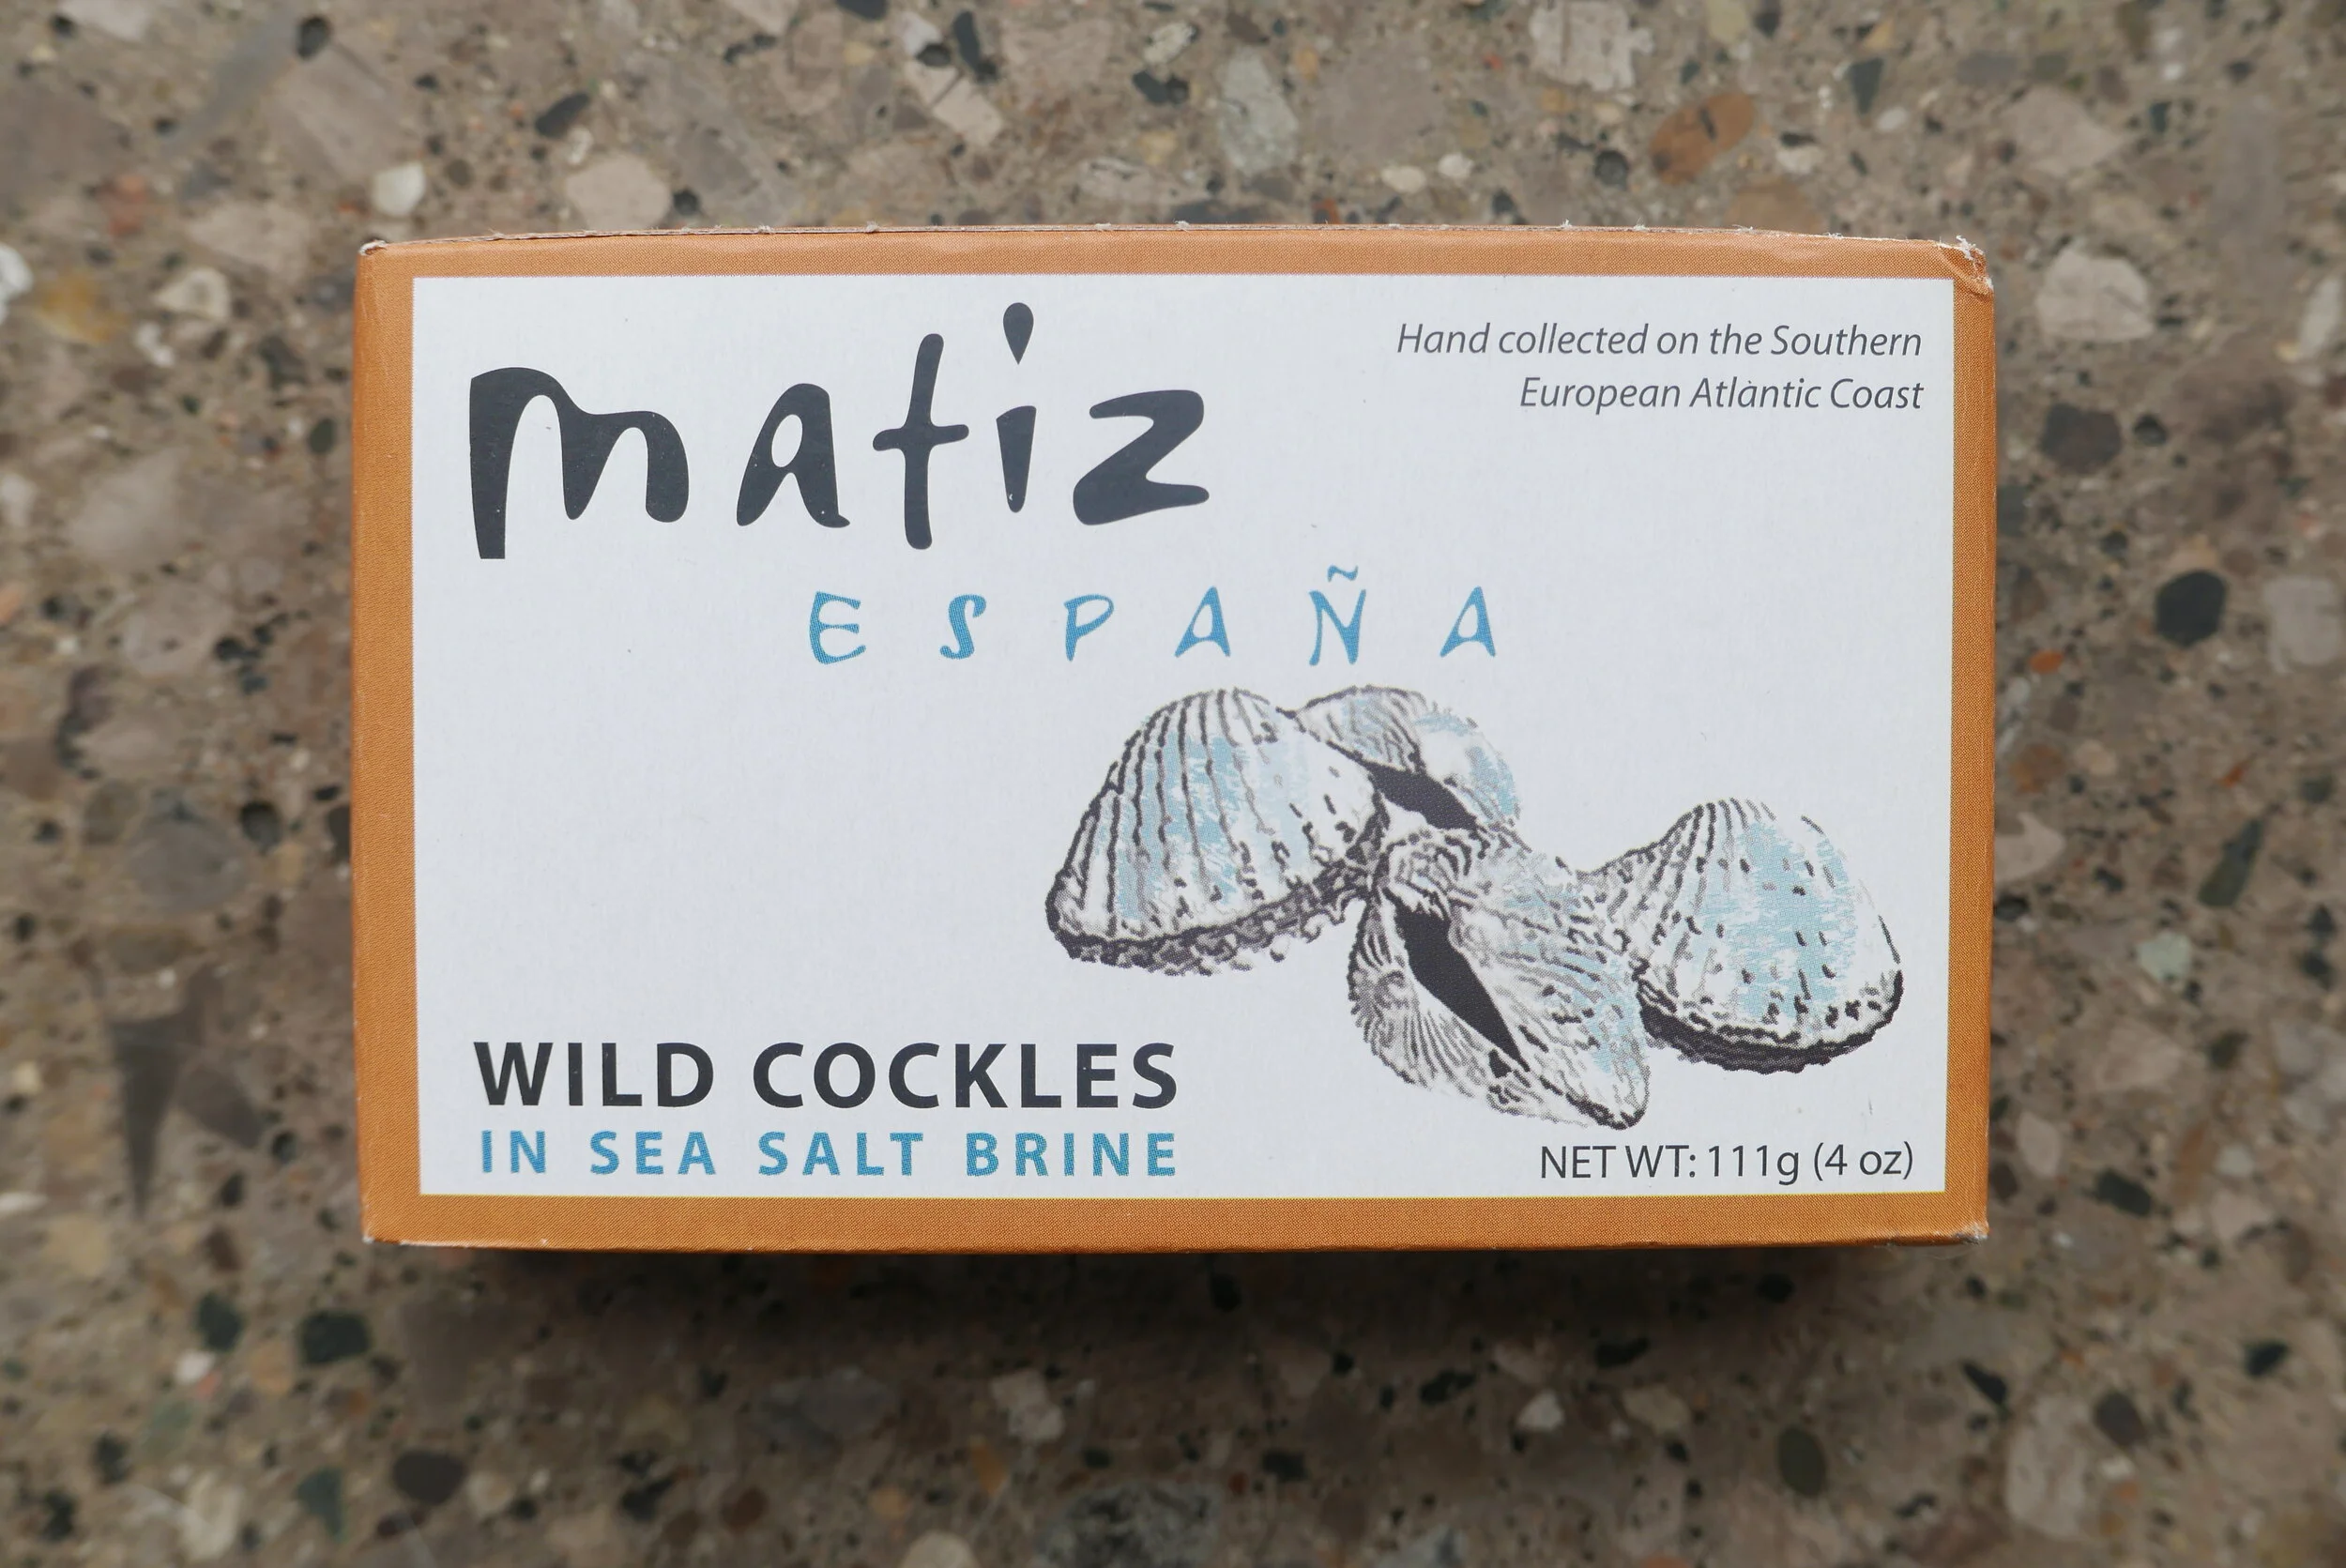 matiz
ESPAÑA
Hand collected on the Southern
European Atlàntic Coast
WILD COCKLES
IN SEA SALT BRINE
NET WT: 111g (4 oz)